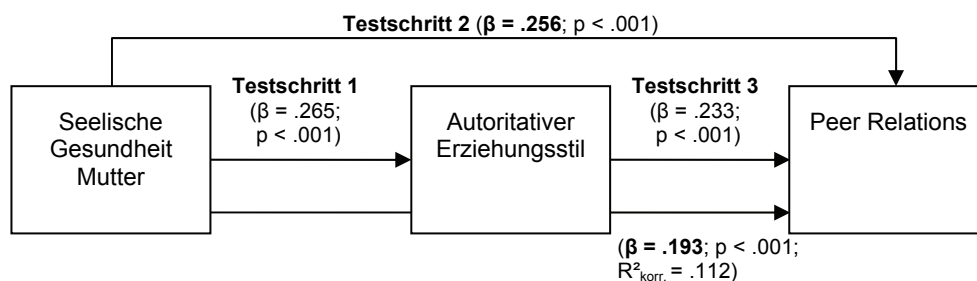 Testschritt 2 (β = .256; p < .001)
Testschritt 1
(β = .265;
p < .001)
Testschritt 3
(β = .233;
p < .001)
Seelische
Gesundheit
Mutter
Autoritativer
Erziehungsstil
Peer Relations
(β = .193; p < .001;
R²korr. = .112)